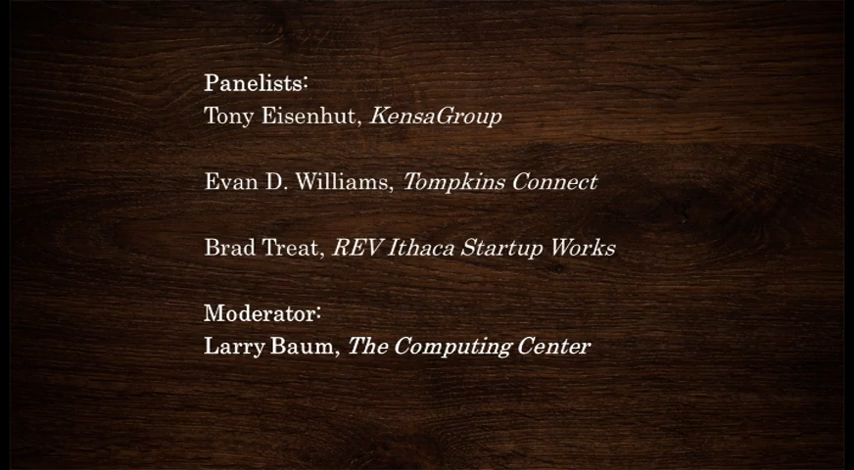 Panelists:
Tony Eisenhut, KensaGroup
Evan D. Williams, Tompkins Connect
Brad Treat, REV Ithaca Startup Works
Moderator:
Larry Baum, The Computing Center